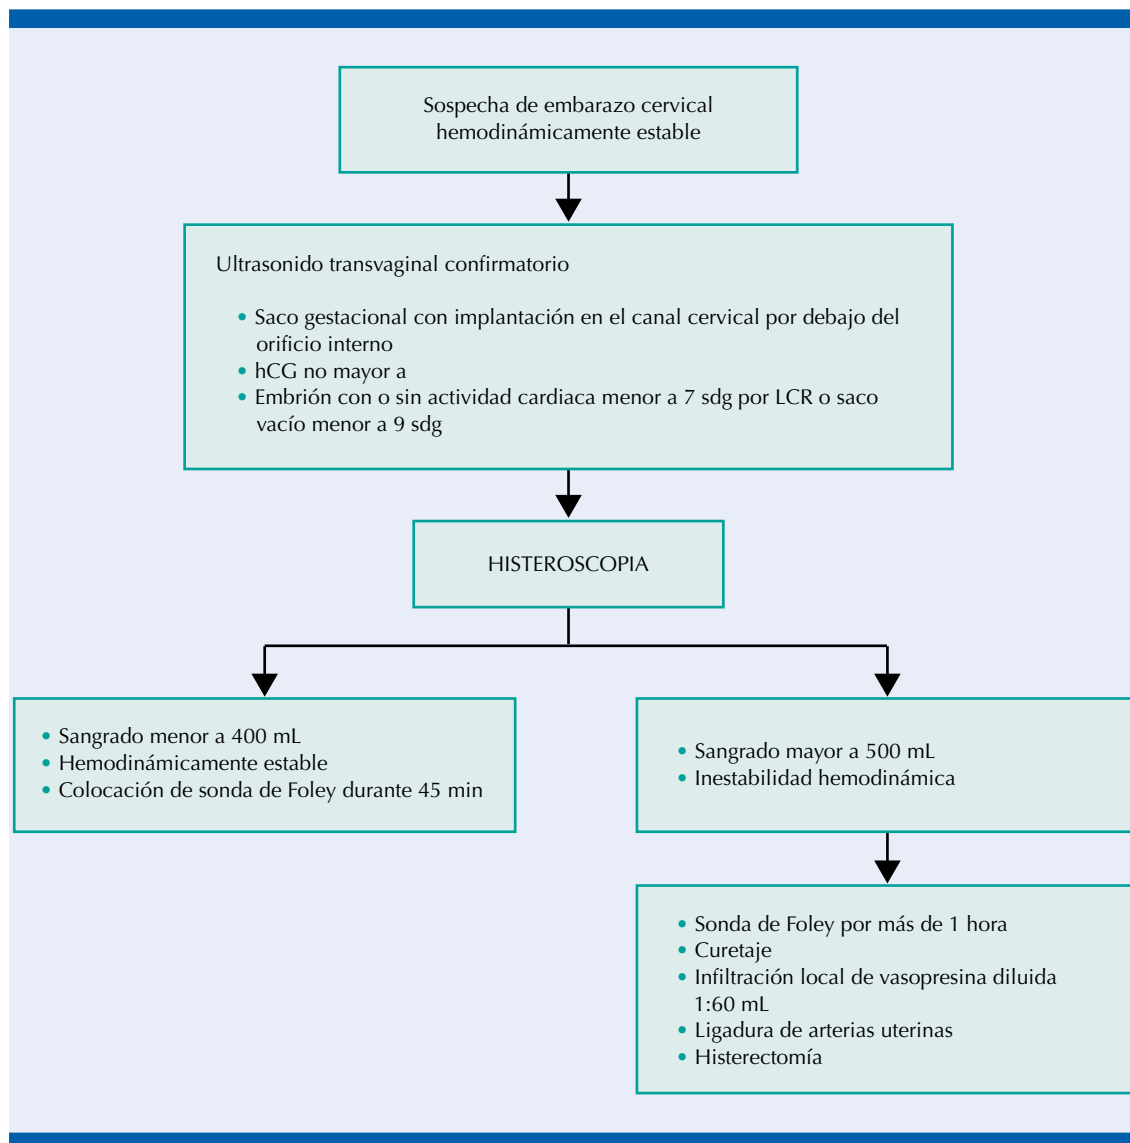 Sospecha de embarazo cervical
hemodinámicamente estable
Ultrasonido transvaginal confirmatorio
• Saco gestacional con implantación en el canal cervical por debajo del
orificio interno
• hCG no mayor a
• Embrión con o sin actividad cardiaca menor a 7 sdg por LCR o saco
vacío menor a 9 sdg
HISTEROSCOPIA
• Sangrado menor a 400 mL
• Hemodinámicamente estable
• Colocación de sonda de Foley durante 45 min
• Sangrado mayor a 500 mL
• Inestabilidad hemodinámica
• Sonda de Foley por más de 1 hora
• Curetaje
• Infiltración local de vasopresina diluida
1:60 mL
• Ligadura de arterias uterinas
• Histerectomía